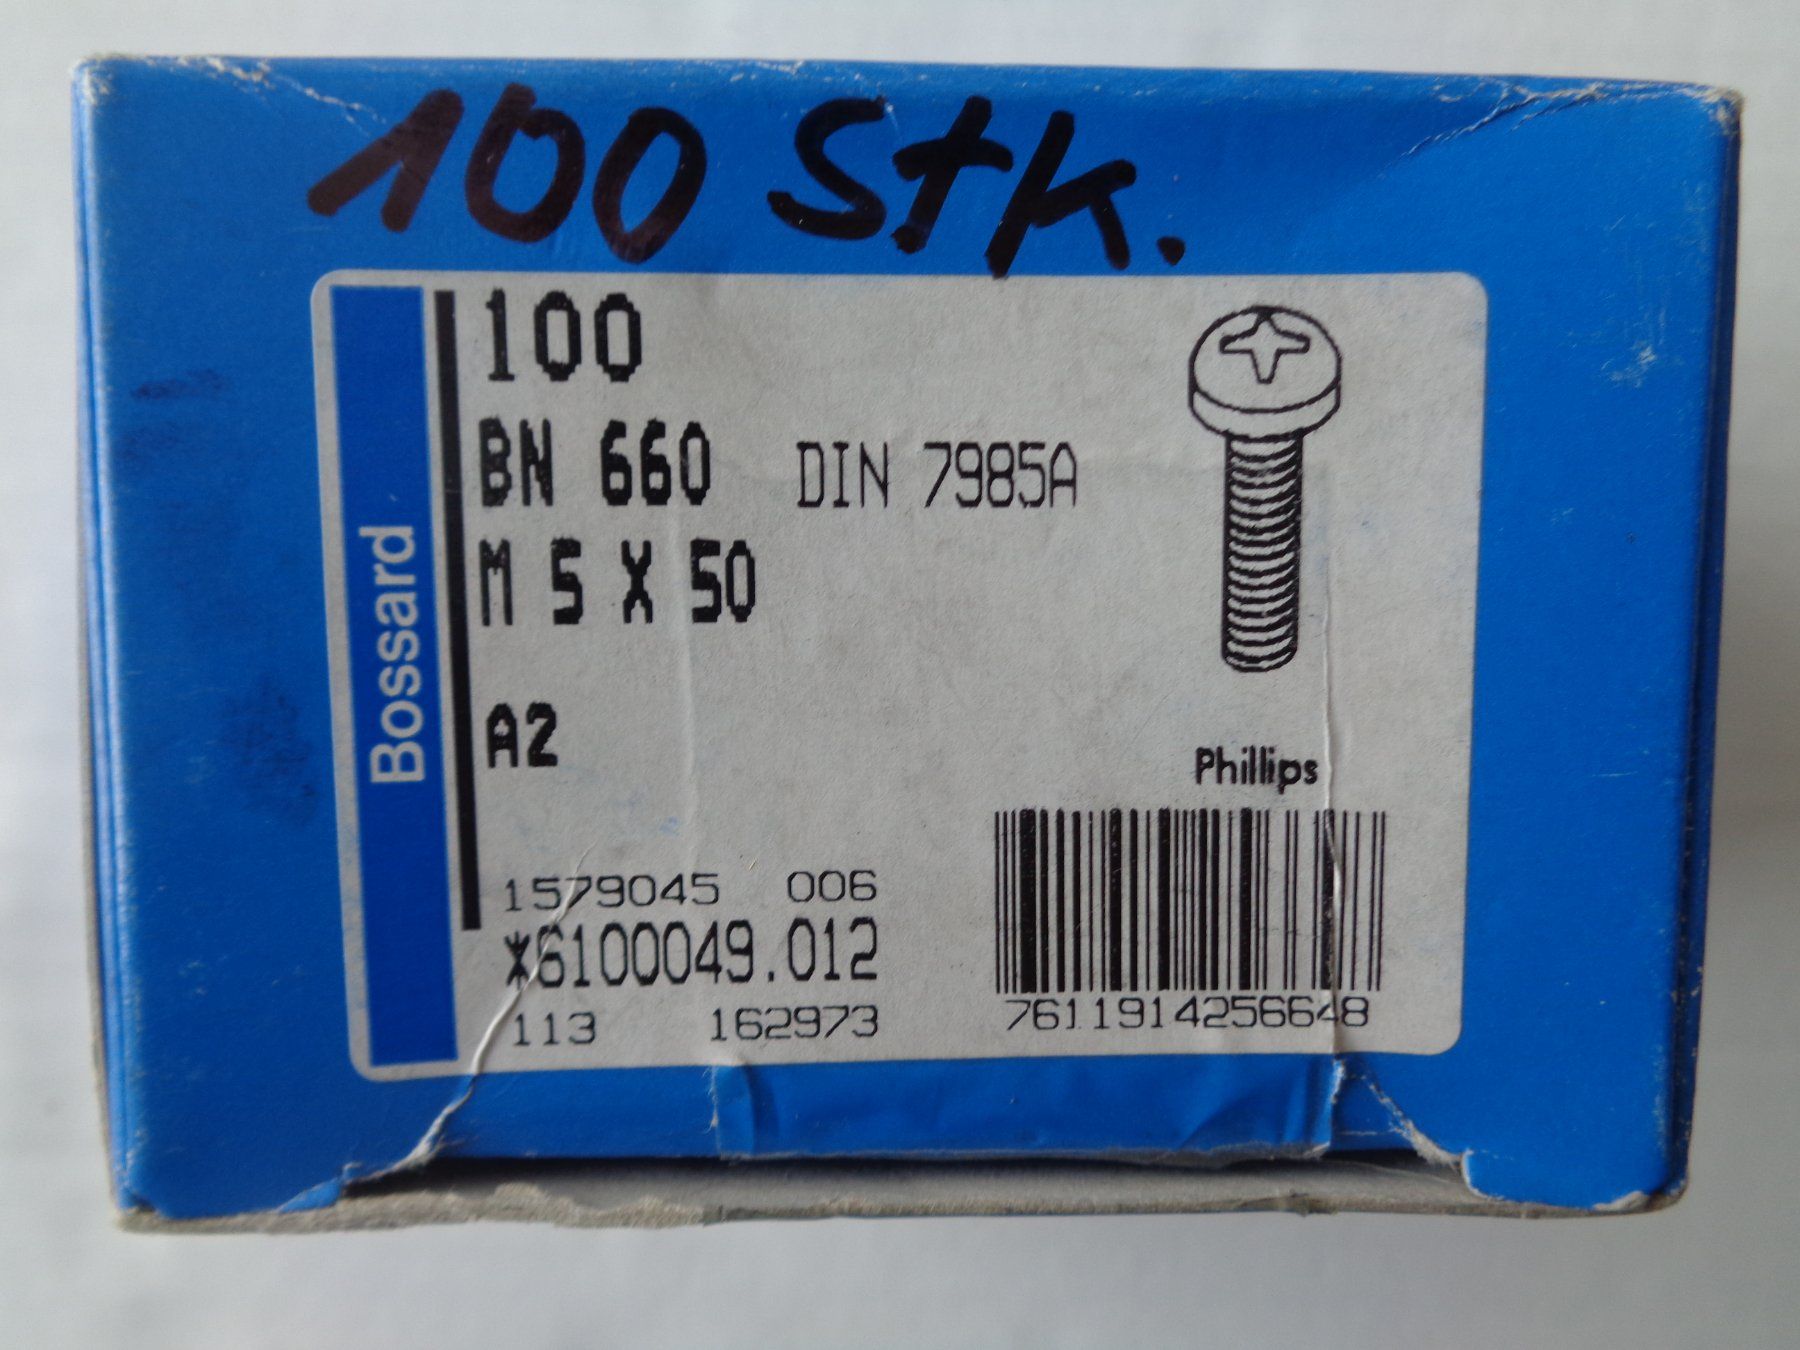 100 Stk.
100
BN 660 DIN 7985A
M 5 X 50
A2
Bossard
Phillips
1579045 006
*6100049.012
113 162973
7611914256648